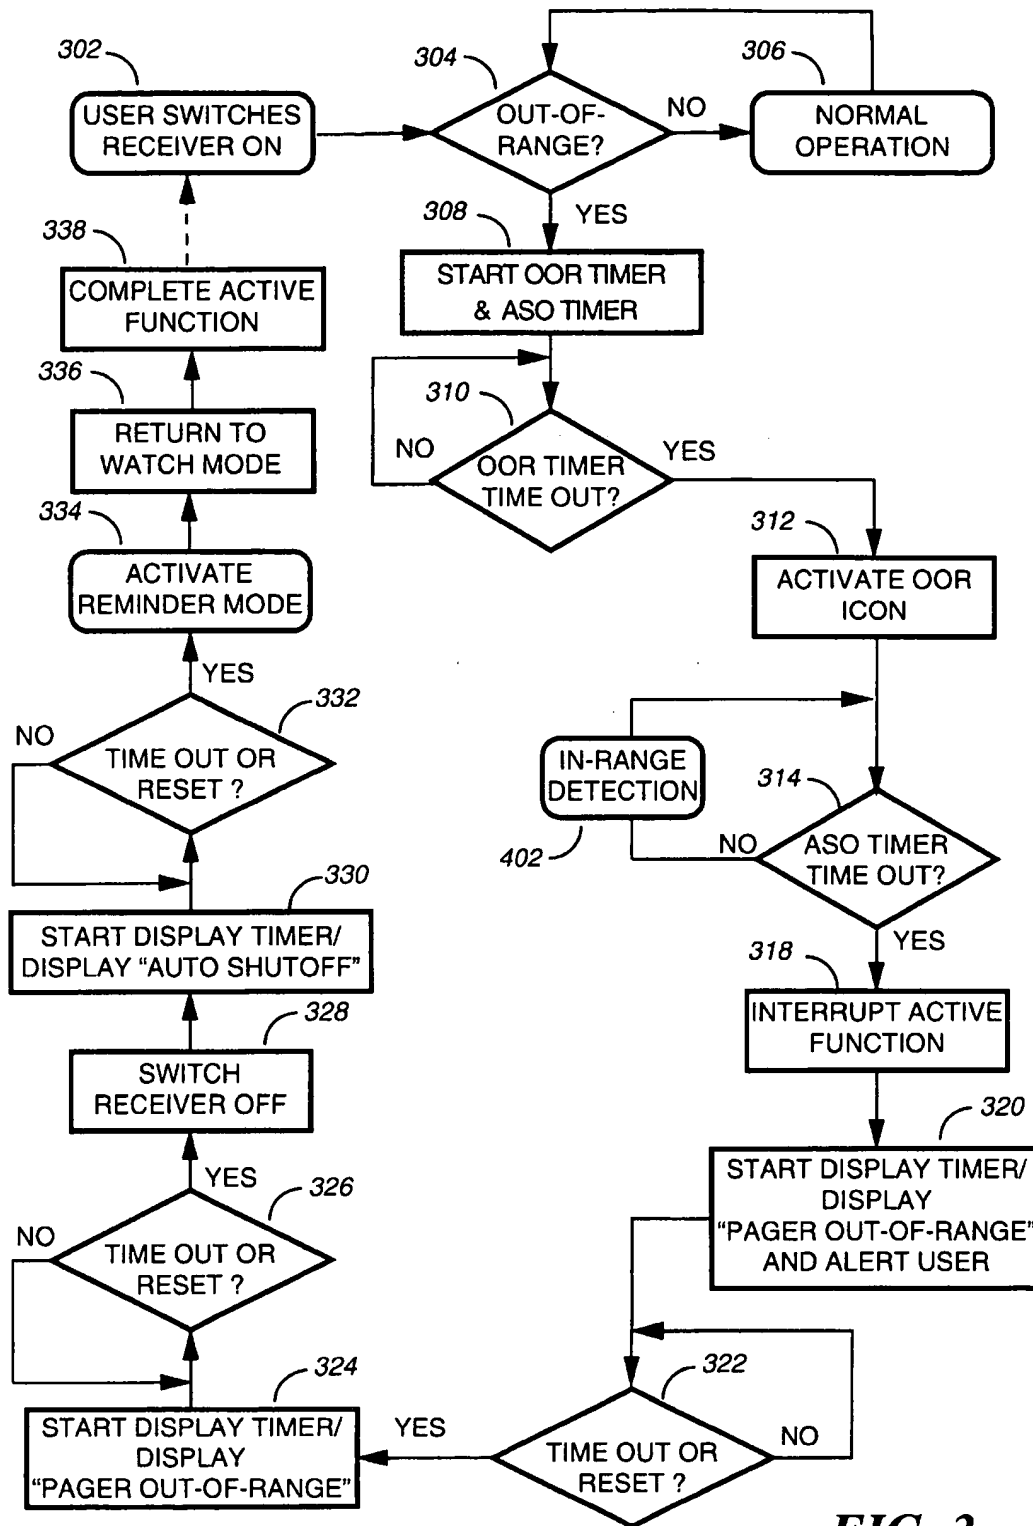 302
USER SWITCHES
RECEIVER ON
304
OUT-OF-
RANGE?
NO
306
NORMAL
OPERATION
YES
308
START OOR TIMER
& ASO TIMER
310
OOR TIMER
TIME OUT?
NO
YES
312
ACTIVATE OOR
ICON
IN-RANGE
DETECTION
402
NO
314
ASO TIMER
TIME OUT?
YES
318
INTERRUPT ACTIVE
FUNCTION
320
START DISPLAY TIMER/
DISPLAY
"PAGER OUT-OF-RANGE"
AND ALERT USER
322
TIME OUT OR
RESET ?
NO
YES
324
START DISPLAY TIMER/
DISPLAY
"PAGER OUT-OF-RANGE"
326
TIME OUT OR
RESET ?
NO
YES
328
SWITCH
RECEIVER OFF
330
START DISPLAY TIMER/
DISPLAY "AUTO SHUTOFF"
332
TIME OUT OR
RESET ?
NO
YES
334
ACTIVATE
REMINDER MODE
336
RETURN TO
WATCH MODE
338
COMPLETE ACTIVE
FUNCTION